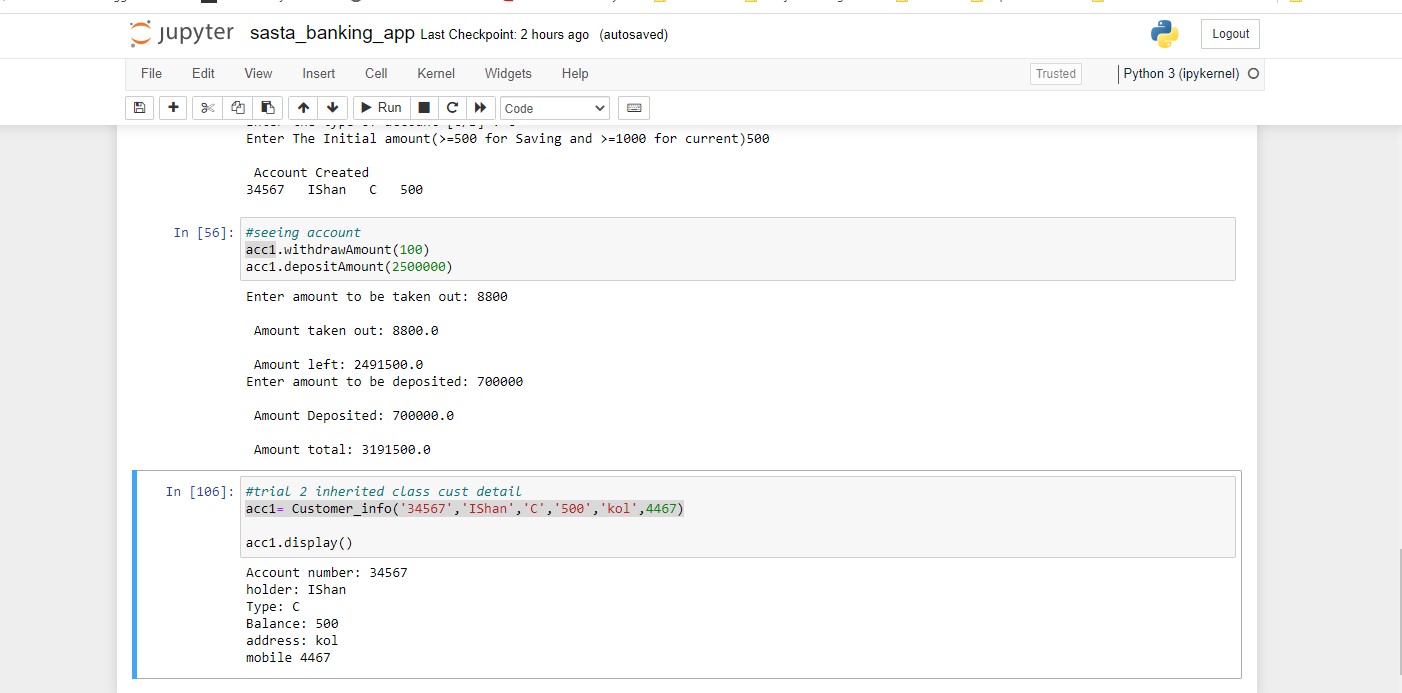 jupyter sasta_banking_app Last Checkpoint: 2 hours ago (autosaved)
Logout
File Edit View Insert Cell Kernel Widgets Help
Trusted
Python 3 (ipykernel)
Run
Code
Enter The Initial amount(>=500 for Saving and >=1000 for current)500
Account Created
34567 IShan C 500
In [56]:
#seeing account
acc1.withdrawAmount(100)
acc1.depositAmount(2500000)
Enter amount to be taken out: 8800
Amount taken out: 8800.0
Amount left: 2491500.0
Enter amount to be deposited: 700000
Amount Deposited: 700000.0
Amount total: 3191500.0
In [106]:
#trial 2 inherited class cust detail
acc1= Customer_info('34567','IShan','C','500','kol',4467)
acc1.display()
Account number: 34567
holder: IShan
Type: C
Balance: 500
address: kol
mobile 4467